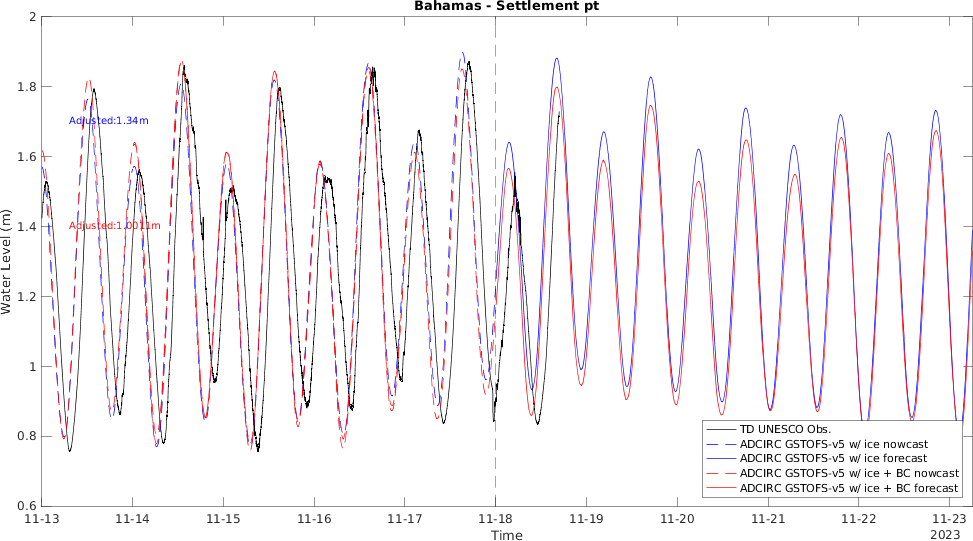 Bahamas - Settlement pt
2
1.8
1.6
1.4
1.2
1
0.8
0.6
Water Level (m)
Adjusted:1.34m
Adjusted:1.0011m
TD UNESCO Obs.
ADCIRC GSTOFS-v5 w/ ice nowcast
ADCIRC GSTOFS-v5 w/ ice forecast
ADCIRC GSTOFS-v5 w/ ice + BC nowcast
ADCIRC GSTOFS-v5 w/ ice + BC forecast
11-13 11-14 11-15 11-16 11-17 11-18 11-19 11-20 11-21 11-22 11-23
Time 2023